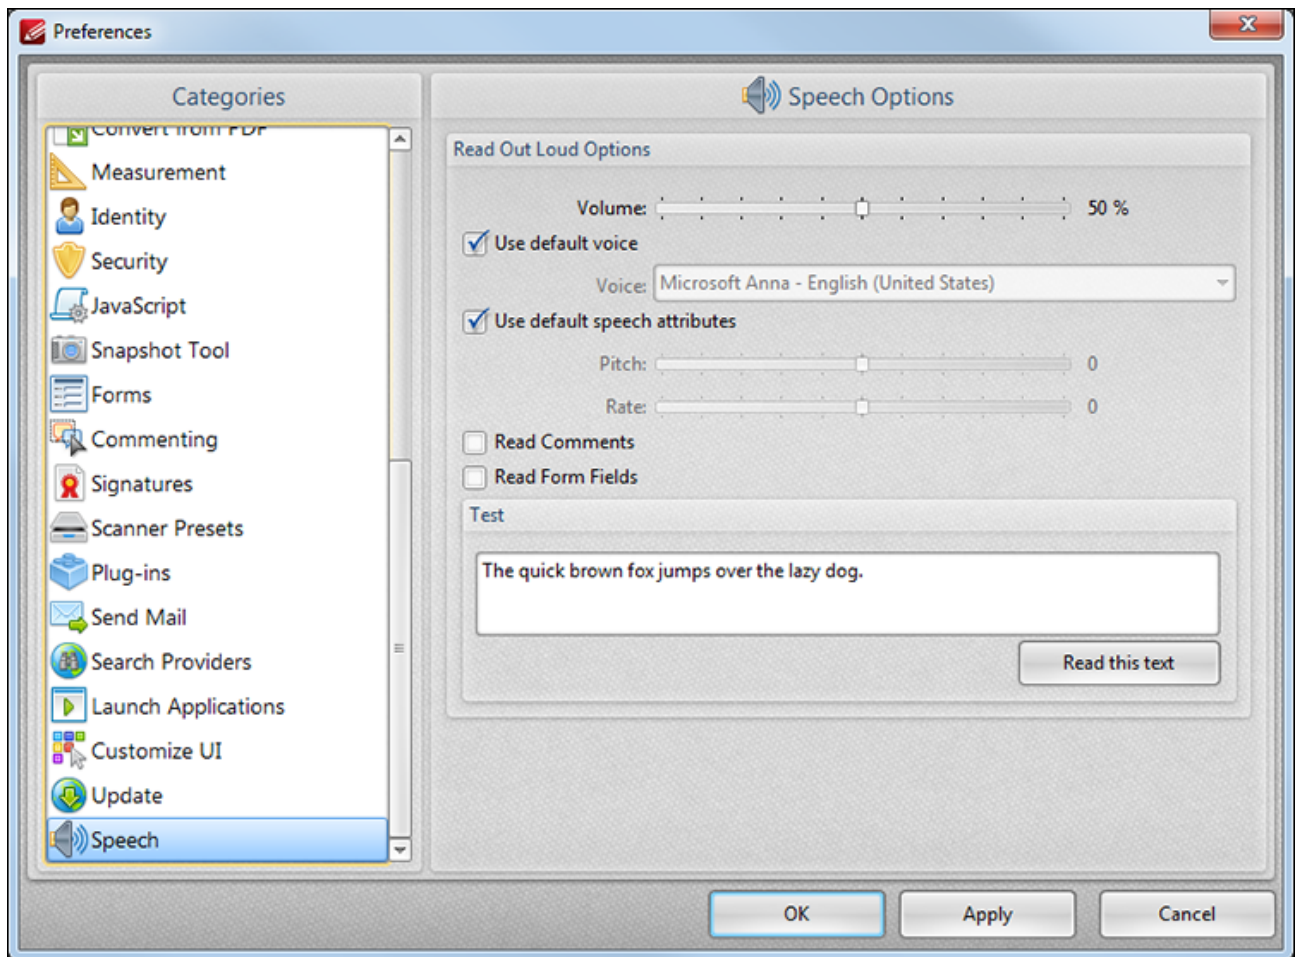 Preferences
Categories
Convert from PDF
Measurement
Identity
Security
JavaScript
Snapshot Tool
Forms
Commenting
Signatures
Scanner Presets
Plug-ins
Send Mail
Search Providers
Launch Applications
Customize UI
Update
Speech
Speech Options
Read Out Loud Options
Volume: 50 %
Use default voice
Voice: Microsoft Anna - English (United States)
Use default speech attributes
Pitch: 0
Rate: 0
Read Comments
Read Form Fields
Test
The quick brown fox jumps over the lazy dog.
Read this text
OK Apply Cancel